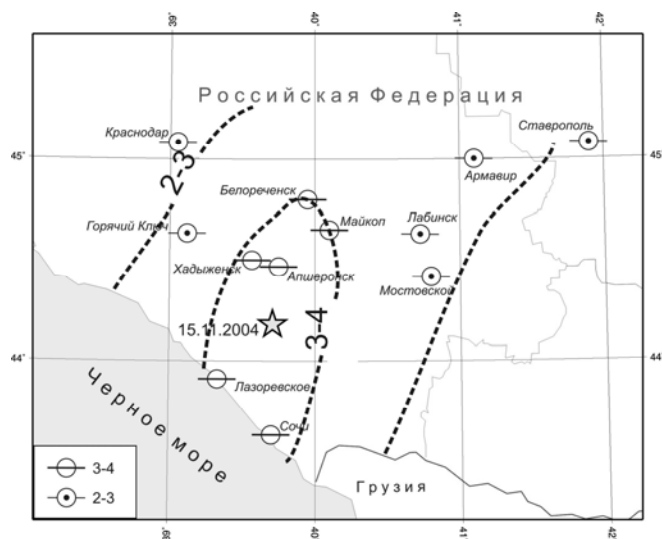 39 40 41 42
Российская Федерация
Краснодар
Ставрополь
45 45
2-3
Армавир
Белореченск
Горячий Ключ
Майкоп
Лабинск
Хадыженск
Апшеронск
Мостовской
15.11.2004
3-4
44 44
Лазоревское
Черное море
Сочи
Грузия
3-4
2-3
39 40 41 42